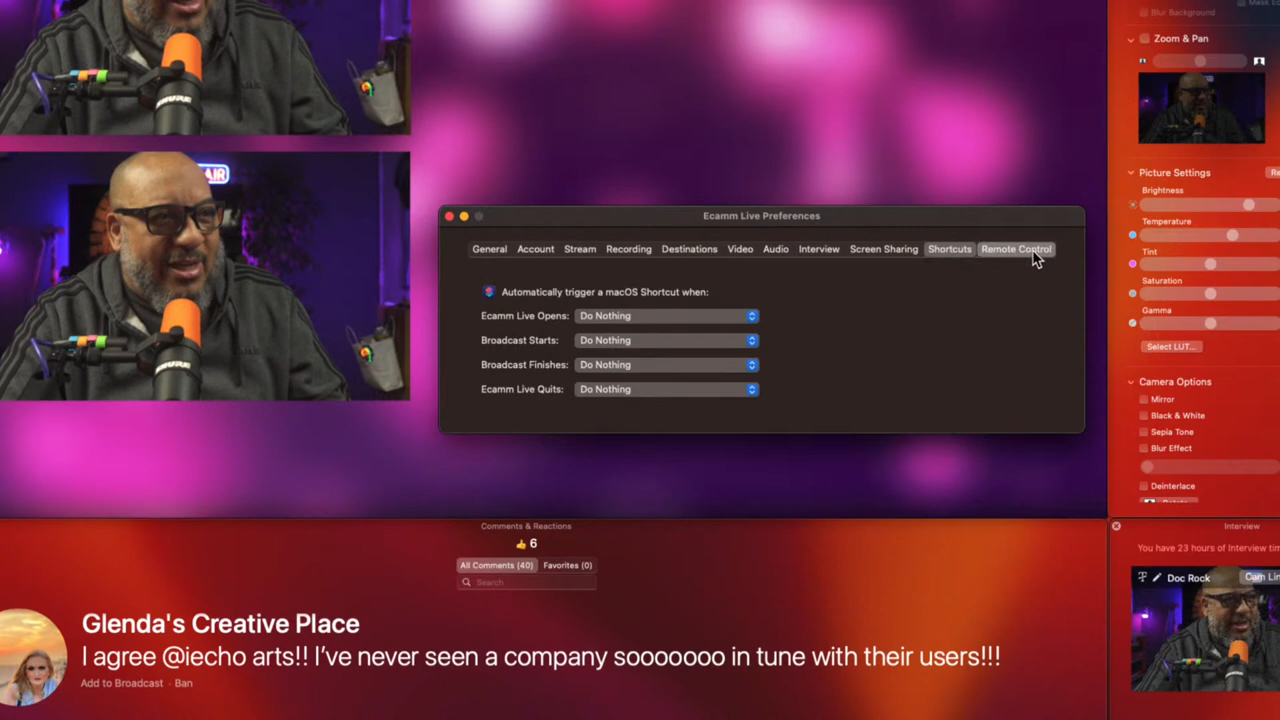 SHURE
AIR
SHURE
Ecamm Live Preferences
General Account Stream Recording Destinations Video Audio Interview Screen Sharing Shortcuts Remote Control
Automatically trigger a macOS Shortcut when:
Ecamm Live Opens: Do Nothing
Broadcast Starts: Do Nothing
Broadcast Finishes: Do Nothing
Ecamm Live Quits: Do Nothing
Blur Background
Zoom & Pan
Picture Settings
Brightness
Temperature
Tint
Saturation
Gamma
Select LUT...
Camera Options
Mirror
Black & White
Sepia Tone
Blur Effect
Deinterlace
Comments & Reactions
👍 6
All Comments (40) Favorites (0)
Search
Glenda's Creative Place
I agree @iecho arts!! I've never seen a company sooooooo in tune with their users!!!
Add to Broadcast · Ban
Interview
You have 23 hours of Interview
Doc Rock